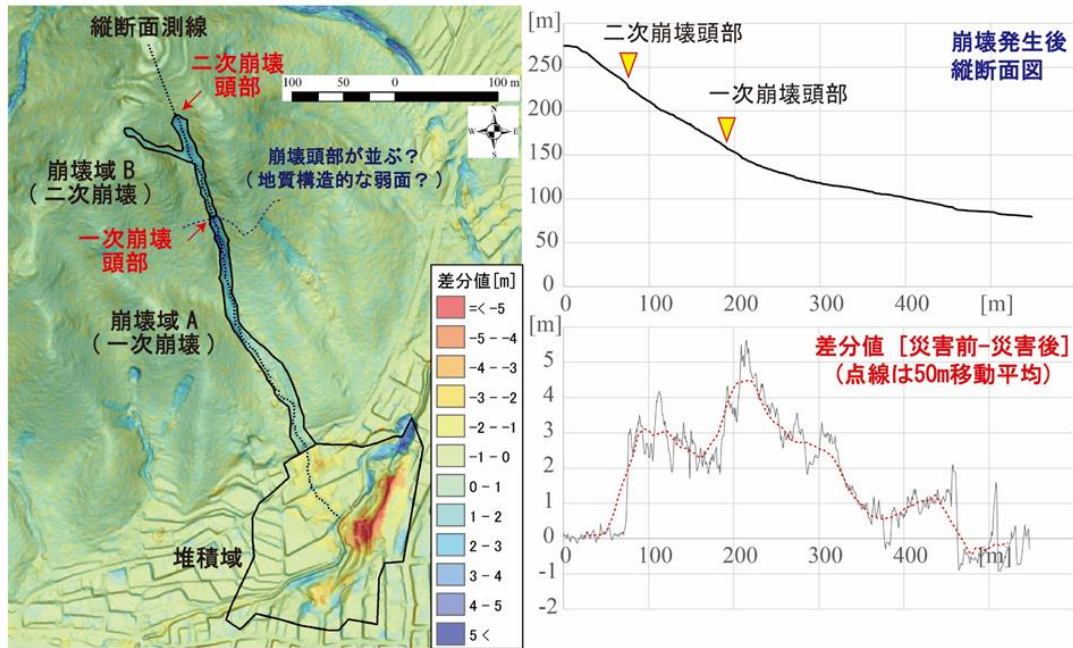 縦断面測線
二次崩壊
頭部
100 50 0 100 m
N
W E
S
崩壊域 B
(二次崩壊)
崩壊頭部が並ぶ?
(地質構造的な弱面?)
一次崩壊
頭部
崩壊域 A
(一次崩壊)
堆積域
差分値[m]
=< -5
-5 - -4
-4 - -3
-3 - -2
-2 - -1
-1 - 0
0 - 1
1 - 2
2 - 3
3 - 4
4 - 5
5 <
[m]
250
200
150
100
50
0
二次崩壊頭部
一次崩壊頭部
崩壊発生後
縦断面図
0 100 200 300 400 [m]
[m]
5
4
3
2
1
0
-1
-2
差分値 [災害前-災害後]
(点線は50m移動平均)
0 100 200 300 400 [m]